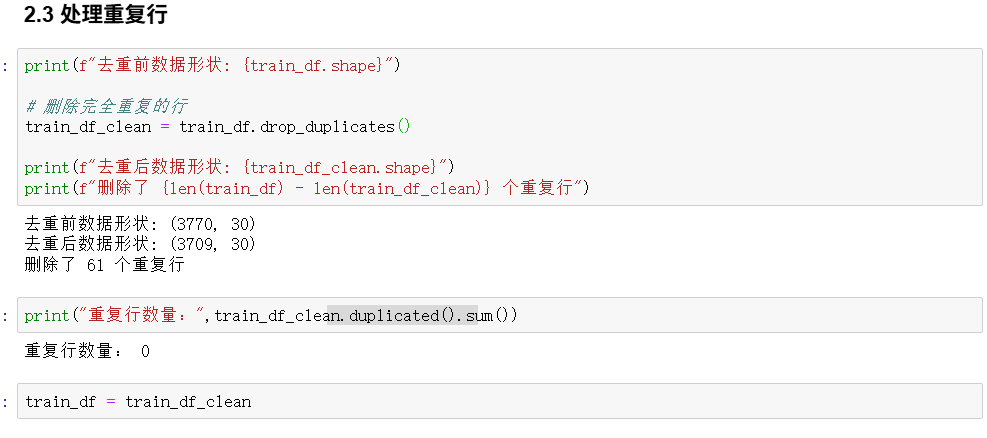 2.3 处理重复行
: print(f"去重前数据形状: {train_df.shape}")
# 删除完全重复的行
train_df_clean = train_df.drop_duplicates()
print(f"去重后数据形状: {train_df_clean.shape}")
print(f"删除了 {len(train_df) - len(train_df_clean)} 个重复行")
去重前数据形状: (3770, 30)
去重后数据形状: (3709, 30)
删除了 61 个重复行
: print("重复行数量：",train_df_clean.duplicated().sum())
重复行数量： 0
: train_df = train_df_clean